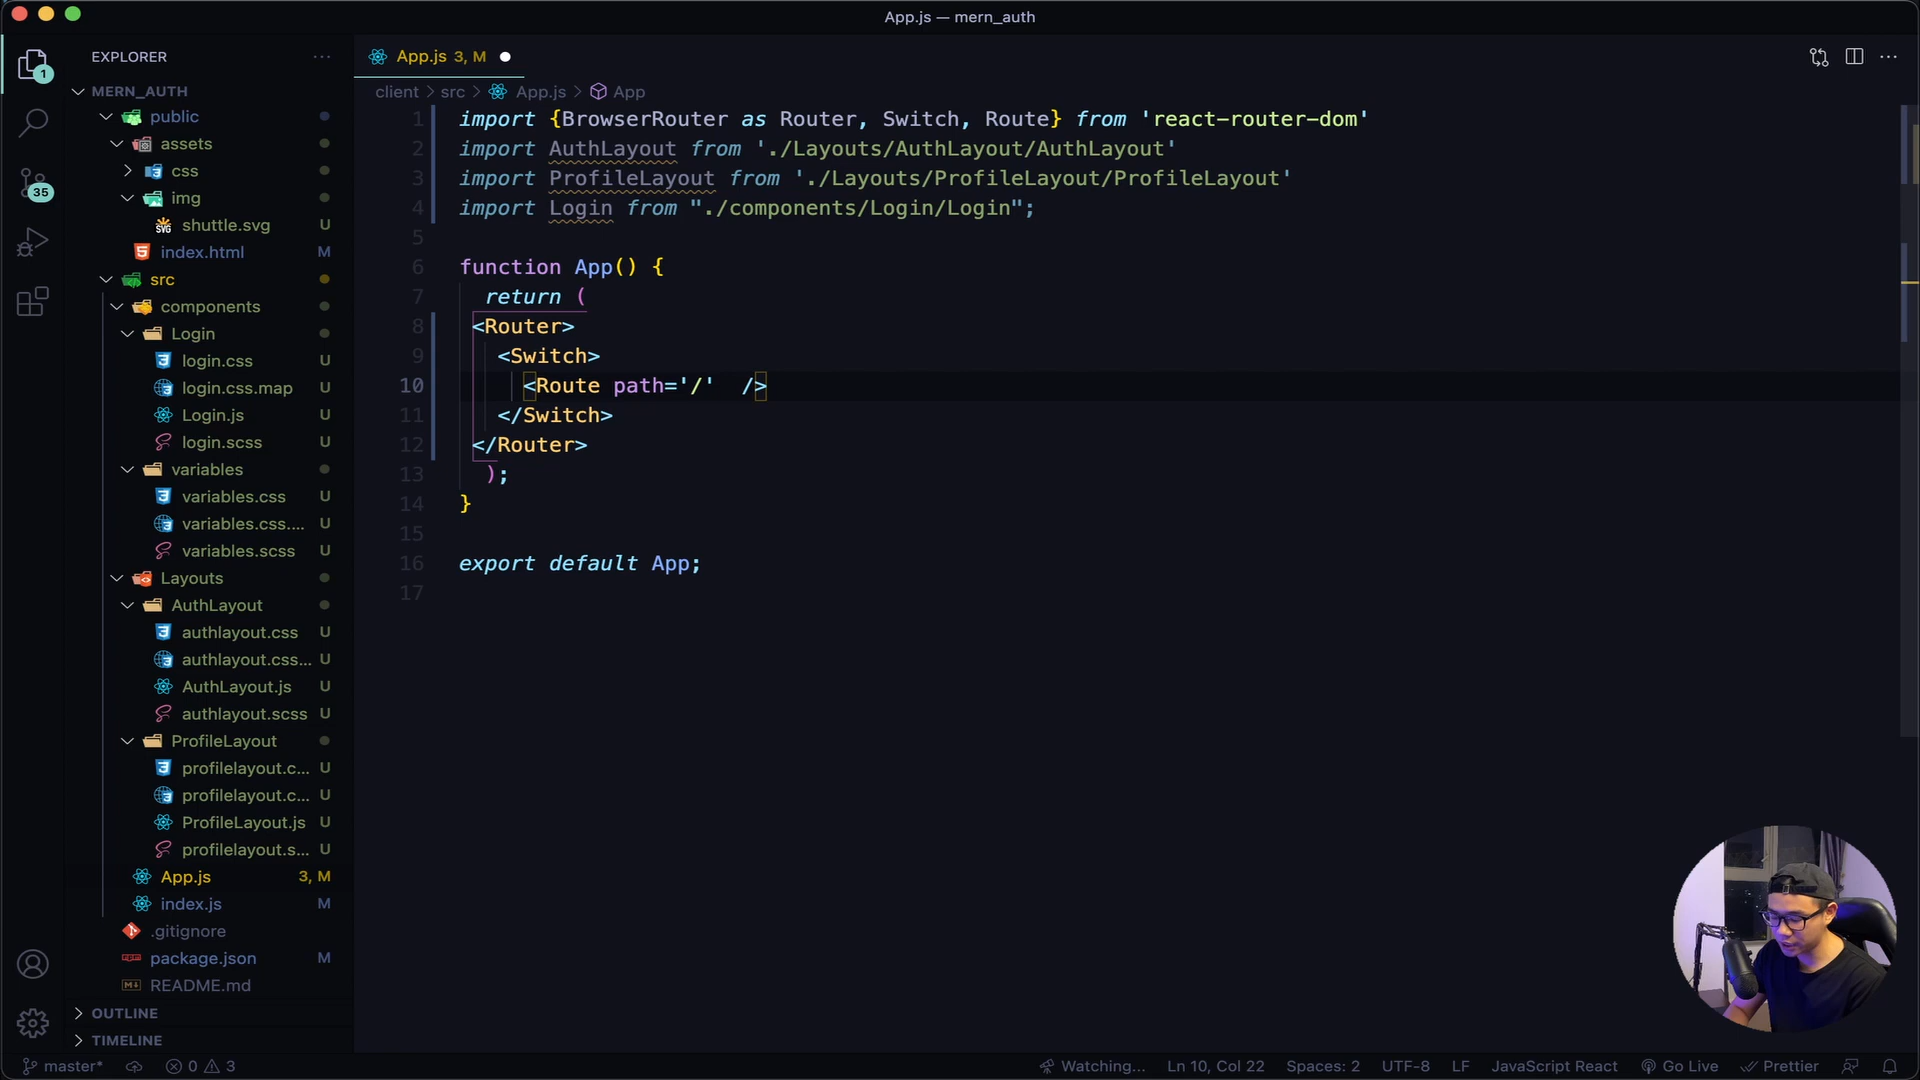 App.js — mern_auth
EXPLORER
MERN_AUTH
public
assets
css
img
shuttle.svg U
index.html M
src
components
Login
login.css U
login.css.map U
Login.js U
login.scss U
variables
variables.css U
variables.css.... U
variables.scss U
Layouts
AuthLayout
authlayout.css U
authlayout.css... U
AuthLayout.js U
authlayout.scss U
ProfileLayout
profilelayout.c... U
profilelayout.c... U
ProfileLayout.js U
profilelayout.s... U
App.js 3, M
index.js M
.gitignore
package.json M
README.md
OUTLINE
TIMELINE
1
35
App.js 3, M
client > src > App.js > App
1 import {BrowserRouter as Router, Switch, Route} from 'react-router-dom'
2 import AuthLayout from './Layouts/AuthLayout/AuthLayout'
3 import ProfileLayout from './Layouts/ProfileLayout/ProfileLayout'
4 import Login from "./components/Login/Login";
5
6 function App() {
7 return (
8 <Router>
9 <Switch>
10 <Route path='/' />
11 </Switch>
12 </Router>
13 );
14 }
15
16 export default App;
17
master* 0 3 Watching... Ln 10, Col 22 Spaces: 2 UTF-8 LF JavaScript React Go Live Prettier